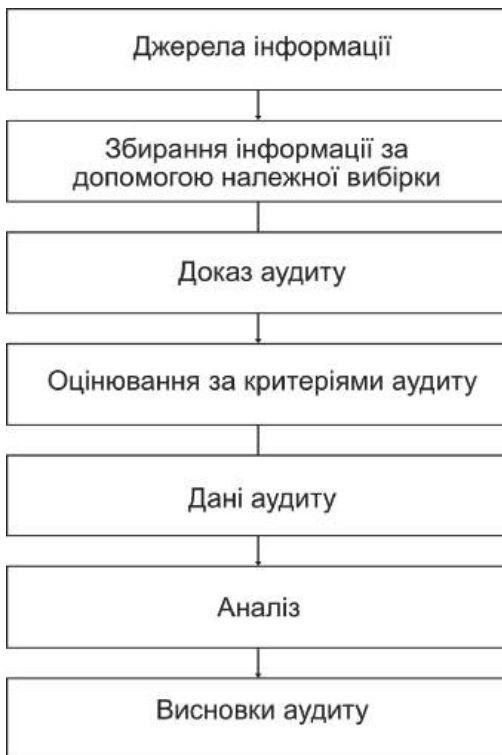 Джерела інформації
Збирання інформації за
допомогою належної вибірки
Доказ аудиту
Оцінювання за критеріями аудиту
Дані аудиту
Аналіз
Висновки аудиту